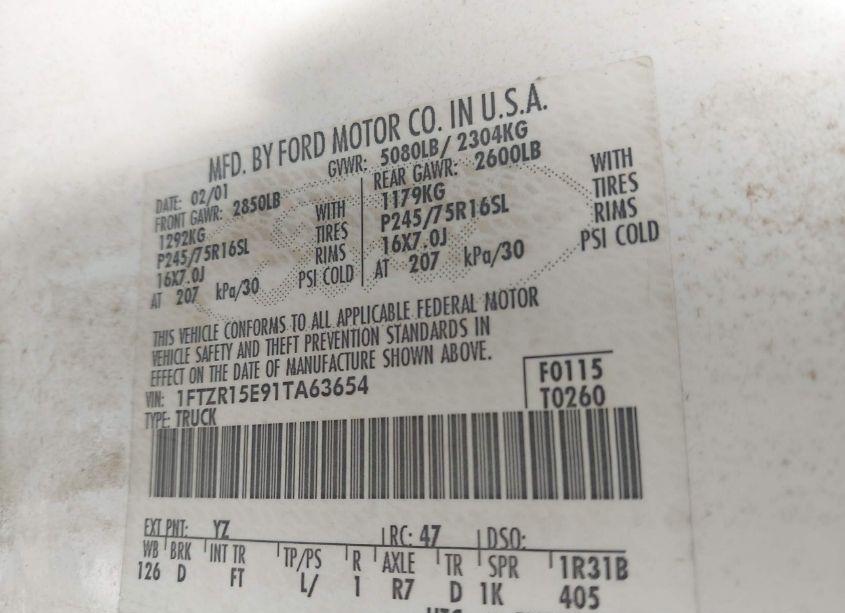 MFD. BY FORD MOTOR CO. IN U.S.A.
DATE: 02/01 GVWR: 5080LB/ 2304KG
FRONT GAWR: 2850LB REAR GAWR: 2600LB
1292KG WITH 1179KG WITH
P245/75R16SL TIRES P245/75R16SL TIRES
16X7.0J RIMS 16X7.0J RIMS
AT 207 kPa/30 PSI COLD AT 207 kPa/30 PSI COLD
THIS VEHICLE CONFORMS TO ALL APPLICABLE FEDERAL MOTOR
VEHICLE SAFETY AND THEFT PREVENTION STANDARDS IN
EFFECT ON THE DATE OF MANUFACTURE SHOWN ABOVE.
VIN: 1FTZR15E91TA63654 F0115
TYPE: TRUCK T0260
EXT PNT: YZ RC: 47 DSO:
WB BRK INT TR TP/PS R AXLE TR SPR 1R31B
126 D FT L/ 1 R7 D 1K 405